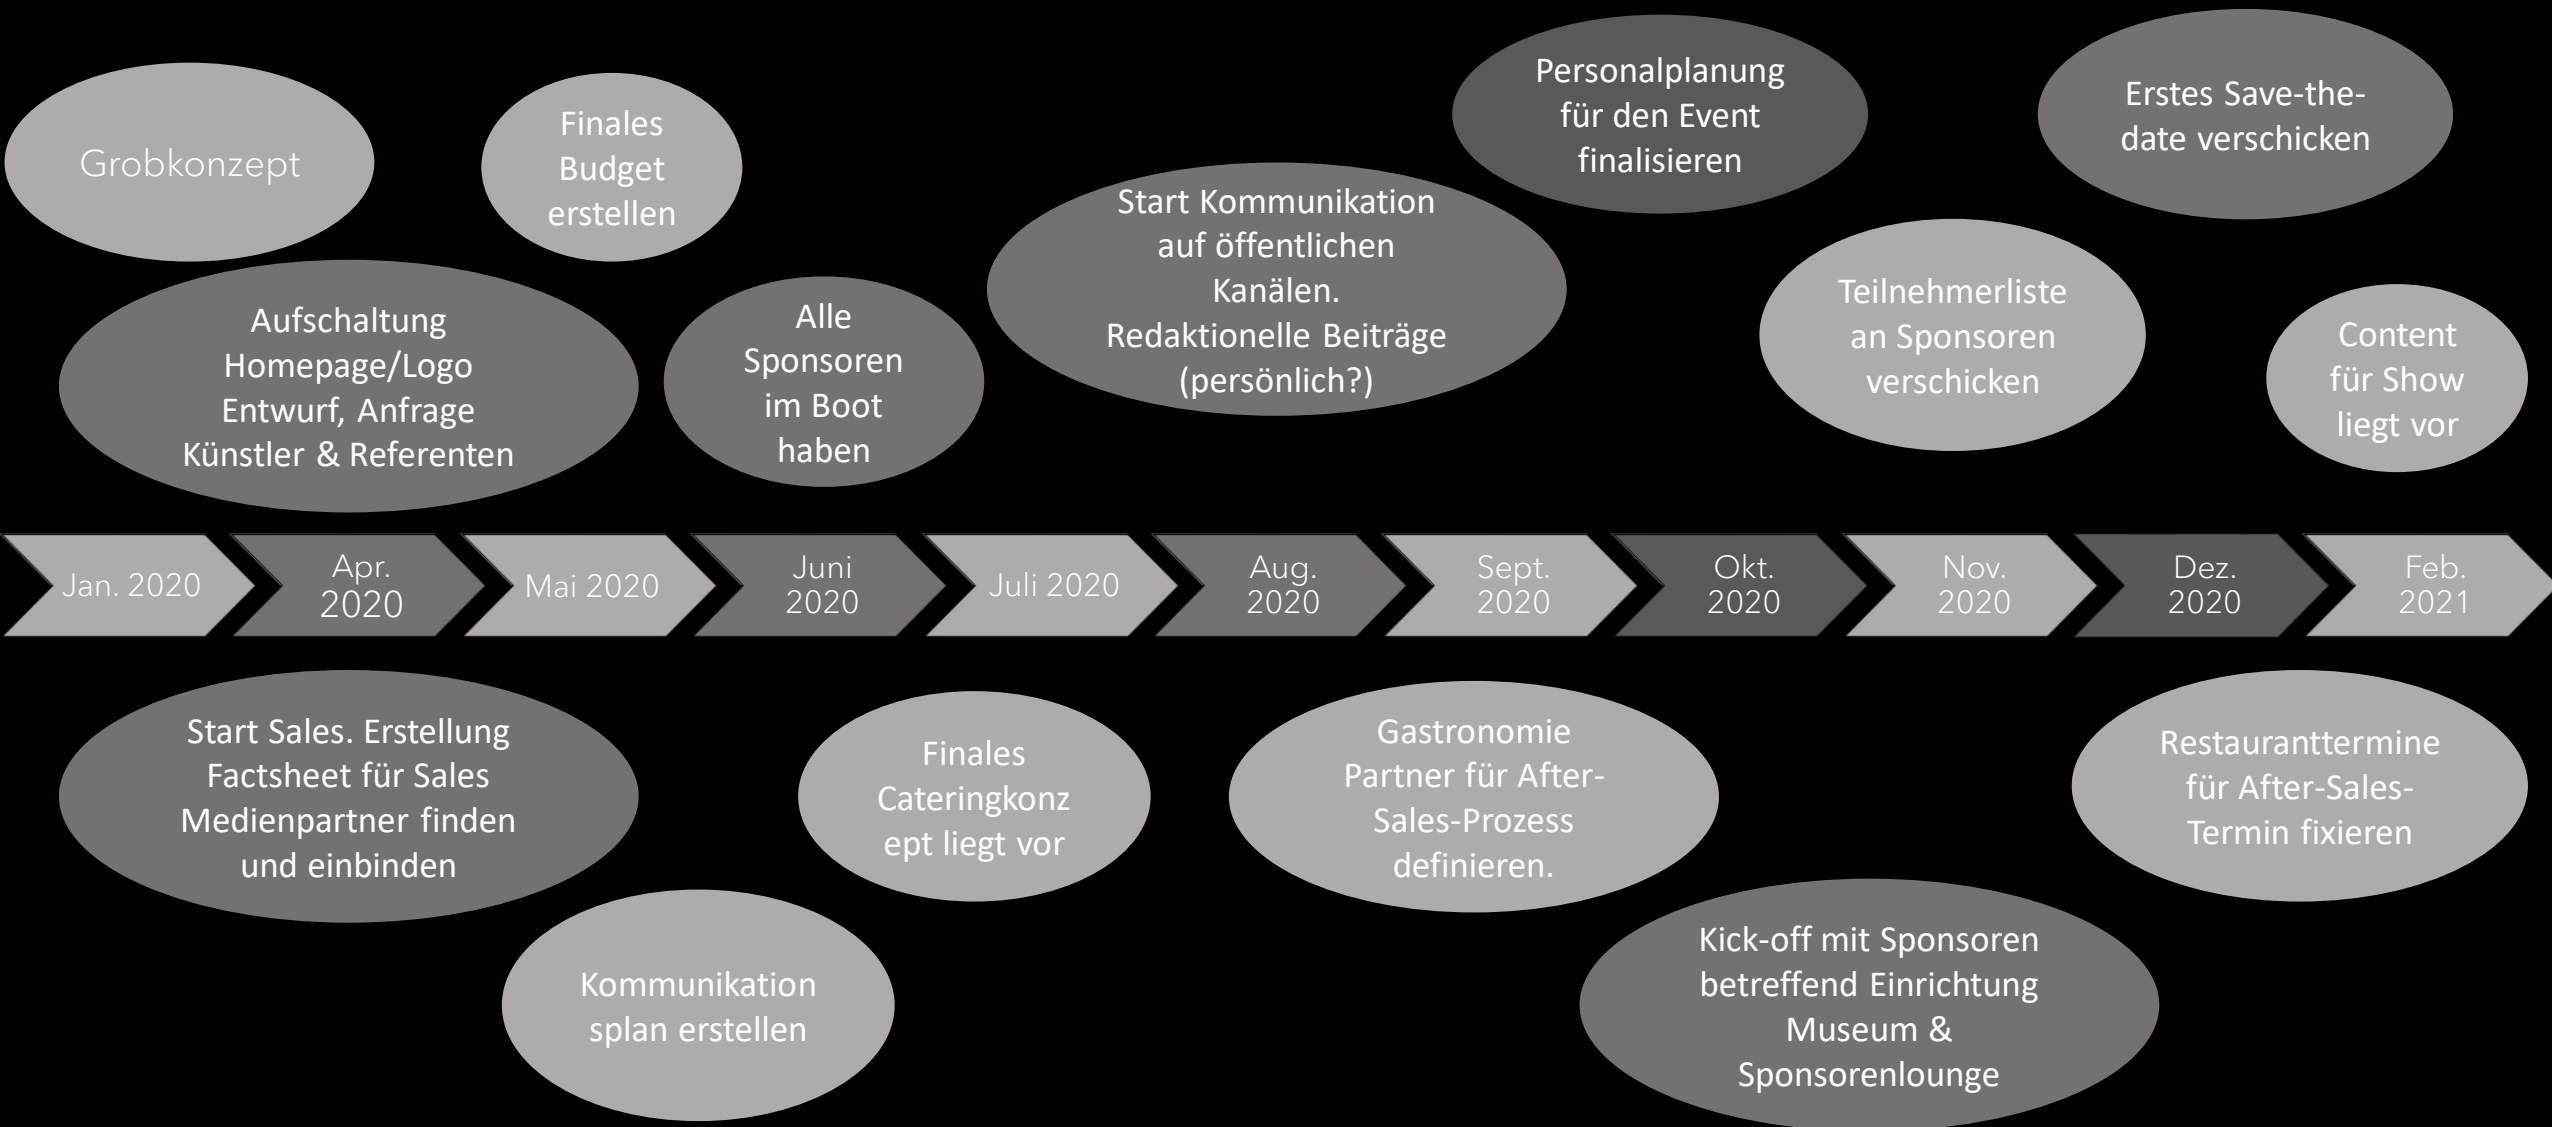 Grobkonzept
Finales
Budget
erstellen
Aufschaltung
Homepage/Logo
Entwurf, Anfrage
Künstler & Referenten
Alle
Sponsoren
im Boot
haben
Start Kommunikation
auf öffentlichen
Kanälen.
Redaktionelle Beiträge
(persönlich?)
Personalplanung
für den Event
finalisieren
Teilnehmerliste
an Sponsoren
verschicken
Erstes Save-the-
date verschicken
Content
für Show
liegt vor
Jan. 2020
Apr.
2020
Mai 2020
Juni
2020
Juli 2020
Aug.
2020
Sept.
2020
Okt.
2020
Nov.
2020
Dez.
2020
Feb.
2021
Start Sales. Erstellung
Factsheet für Sales
Medienpartner finden
und einbinden
Kommunikation
splan erstellen
Finales
Cateringkonz
ept liegt vor
Gastronomie
Partner für After-
Sales-Prozess
definieren.
Kick-off mit Sponsoren
betreffend Einrichtung
Museum &
Sponsorenlounge
Restauranttermine
für After-Sales-
Termin fixieren